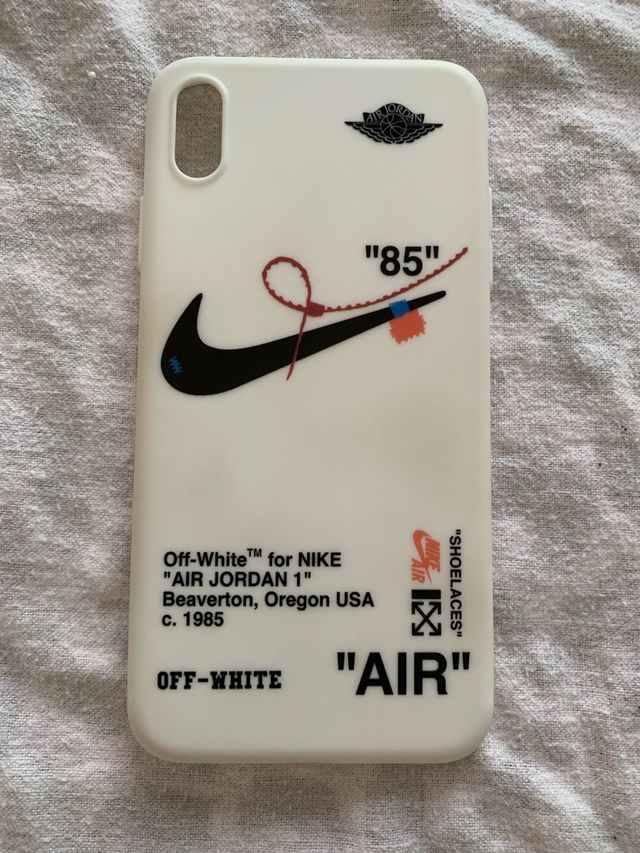 AIR JORDAN
"85"
Off-White™ for NIKE
"AIR JORDAN 1"
Beaverton, Oregon USA
c. 1985
NIKE
AIR
"SHOELACES"
OFF-WHITE
"AIR"